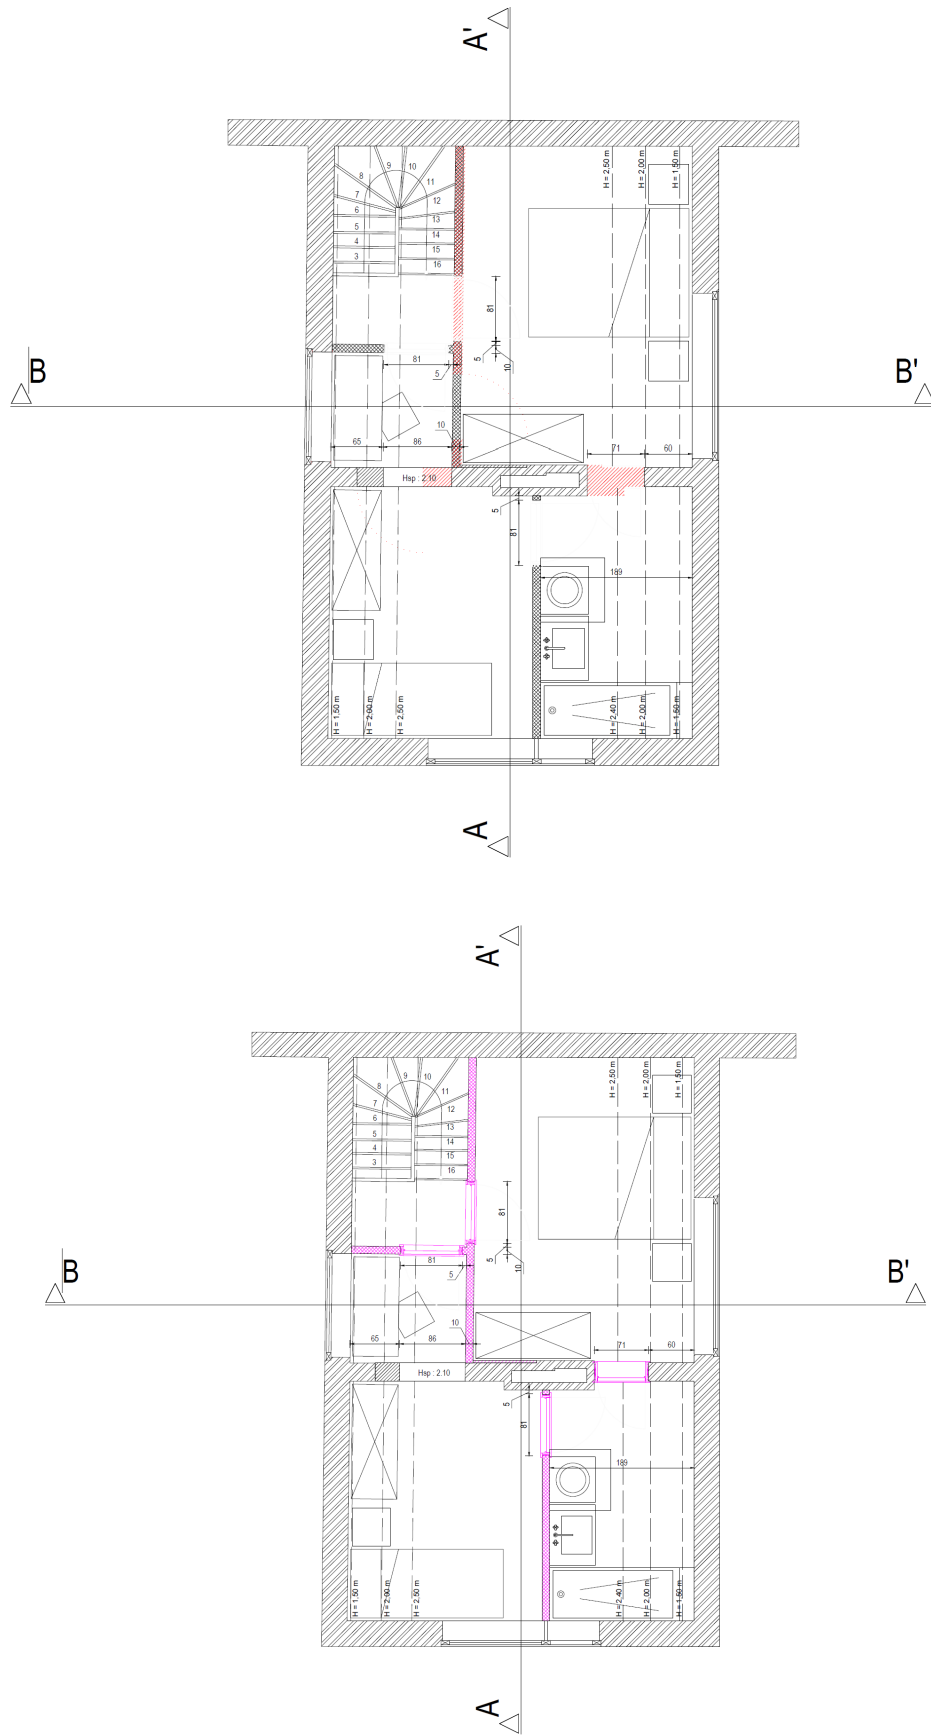 A'
H = 2,50 m
H = 2,00 m
H = 1,50 m
9
10
8
11
7
12
6
13
5
14
4
15
3
16
81
B
B'
81
5
5
10
10
65
86
71
60
Hsp : 2.10
5
81
189
H = 1,50 m
H = 2,00 m
H = 2,50 m
H = 2,40 m
H = 2,00 m
H = 1,50 m
A
A'
H = 2,50 m
H = 2,00 m
H = 1,50 m
9
10
8
11
7
12
6
13
5
14
4
15
3
16
81
B
B'
81
5
5
10
10
65
86
71
60
Hsp : 2.10
5
81
189
H = 1,50 m
H = 2,00 m
H = 2,50 m
H = 2,40 m
H = 2,00 m
H = 1,50 m
A